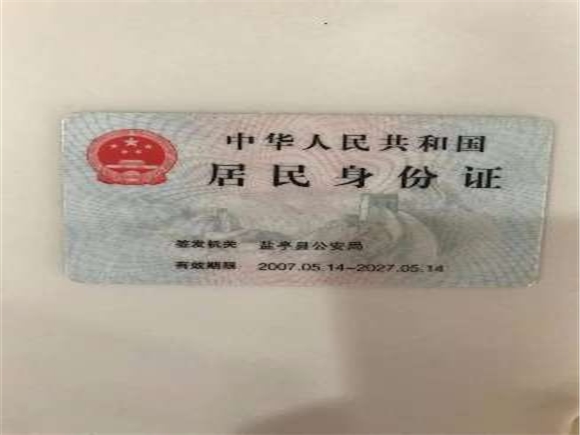 中华人民共和国
居民身份证
签发机关 盐亭县公安局
有效期限 2007.05.14-2027.05.14